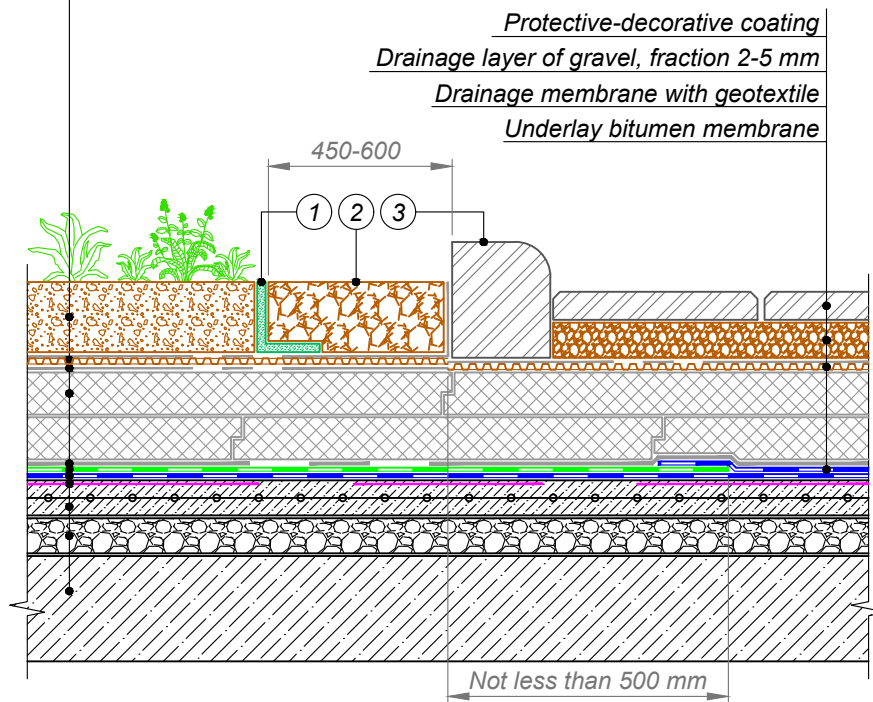 Protective-decorative coating
Drainage layer of gravel, fraction 2-5 mm
Drainage membrane with geotextile
Underlay bitumen membrane
450-600
1 2 3
Not less than 500 mm